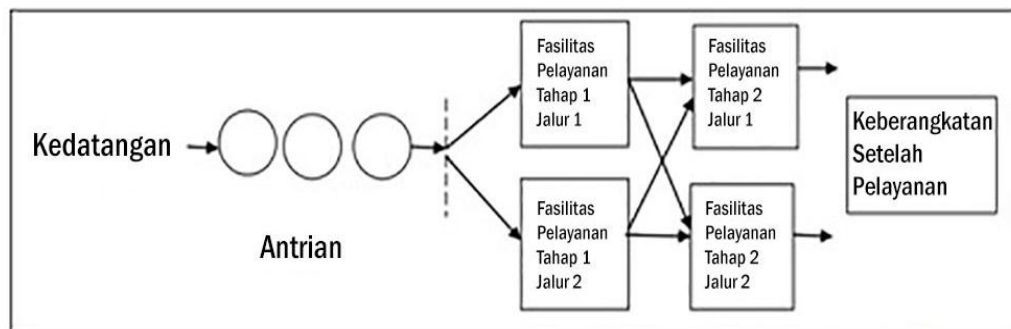 Kedatangan
Antrian
Fasilitas
Pelayanan
Tahap 1
Jalur 1
Fasilitas
Pelayanan
Tahap 1
Jalur 2
Fasilitas
Pelayanan
Tahap 2
Jalur 1
Fasilitas
Pelayanan
Tahap 2
Jalur 2
Keberangkatan
Setelah
Pelayanan